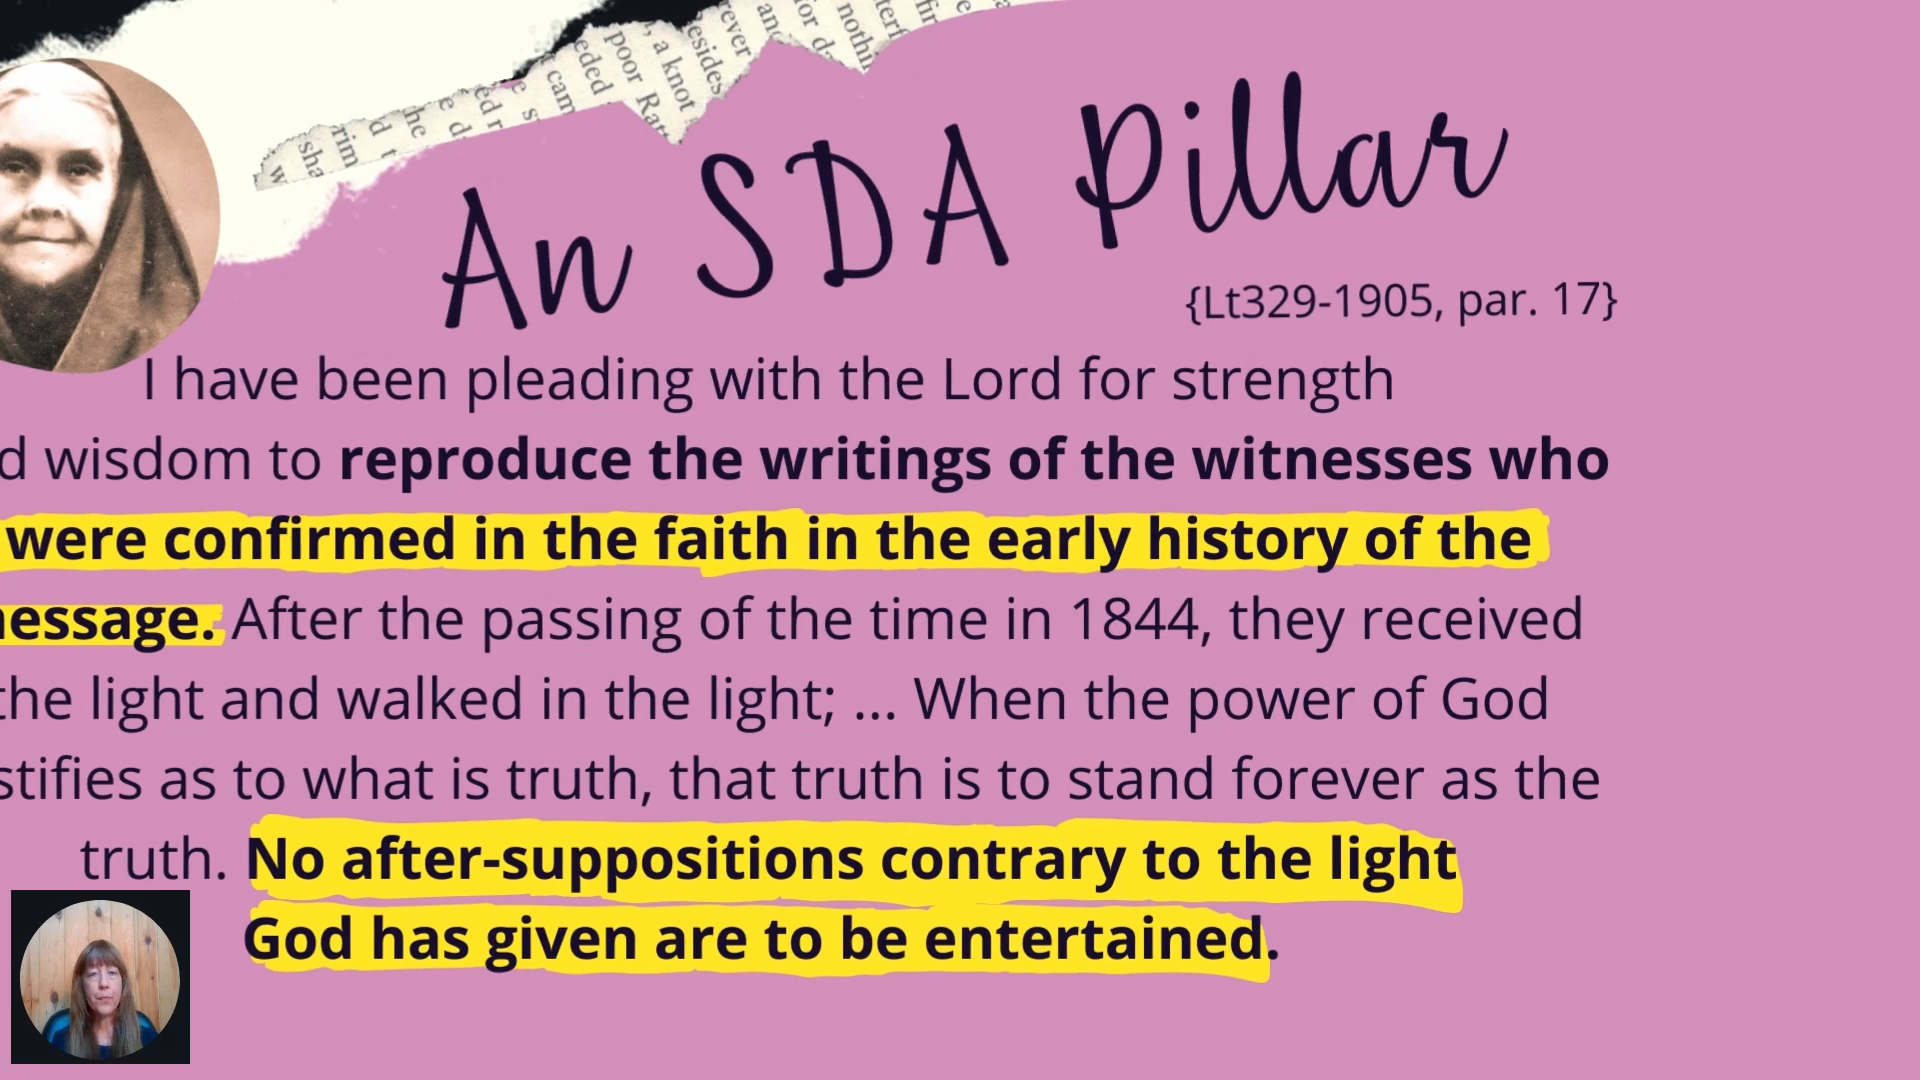 An SDA Pillar
{Lt329-1905, par. 17}
I have been pleading with the Lord for strength
wisdom to reproduce the writings of the witnesses who
were confirmed in the faith in the early history of the
After the passing of the time in 1844, they received
the light and walked in the light; ... When the power of God
as to what is truth, that truth is to stand forever as the
truth. No after-suppositions contrary to the light
God has given are to be entertained.